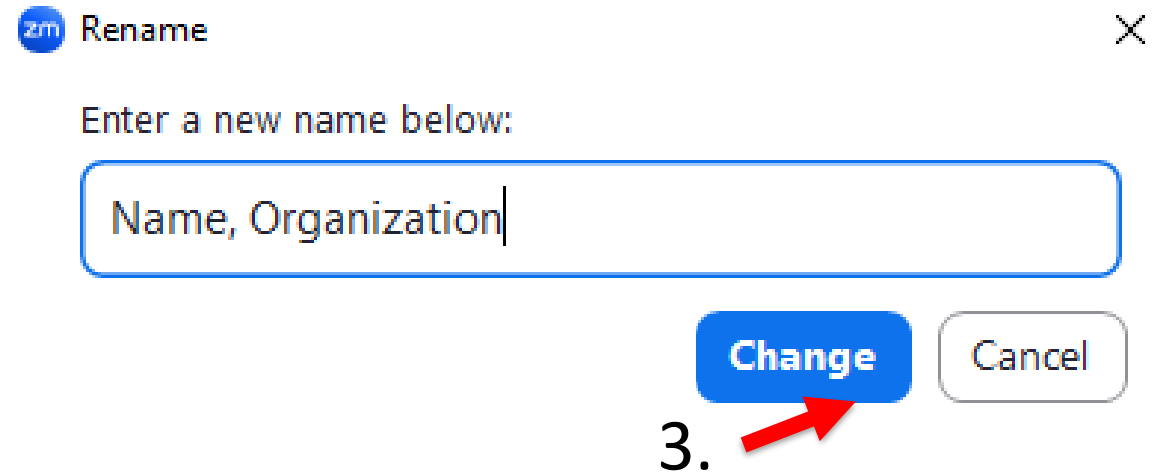 zm Rename
Enter a new name below:
Name, Organization
Change Cancel
3.